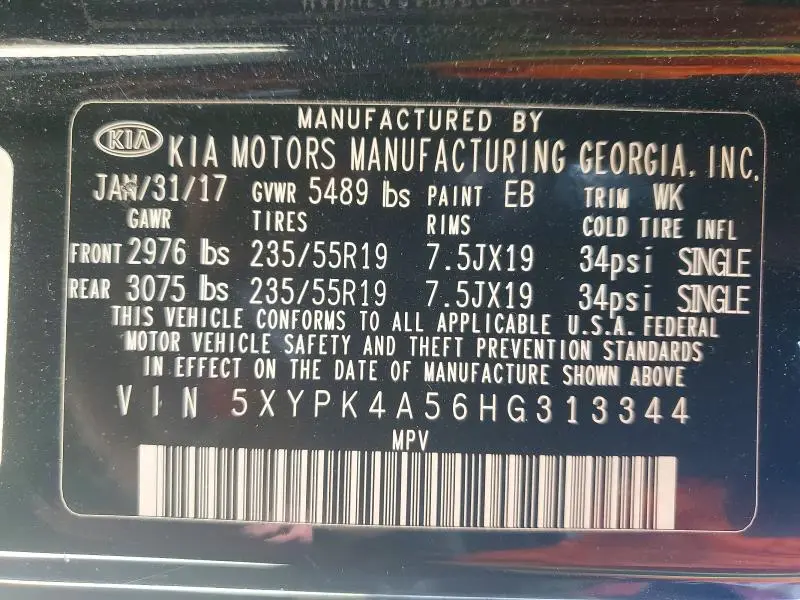 MANUFACTURED BY
KIA KIA MOTORS MANUFACTURING GEORGIA, INC.
JAN/31/17 GVWR 5489 lbs PAINT EB TRIM WK
GAWR TIRES RIMS COLD TIRE INFL
FRONT 2976 lbs 235/55R19 7.5JX19 34psi SINGLE
REAR 3075 lbs 235/55R19 7.5JX19 34psi SINGLE
THIS VEHICLE CONFORMS TO ALL APPLICABLE U.S.A. FEDERAL
MOTOR VEHICLE SAFETY AND THEFT PREVENTION STANDARDS
IN EFFECT ON THE DATE OF MANUFACTURE SHOWN ABOVE
VIN 5XYPK4A56HG313344
MPV